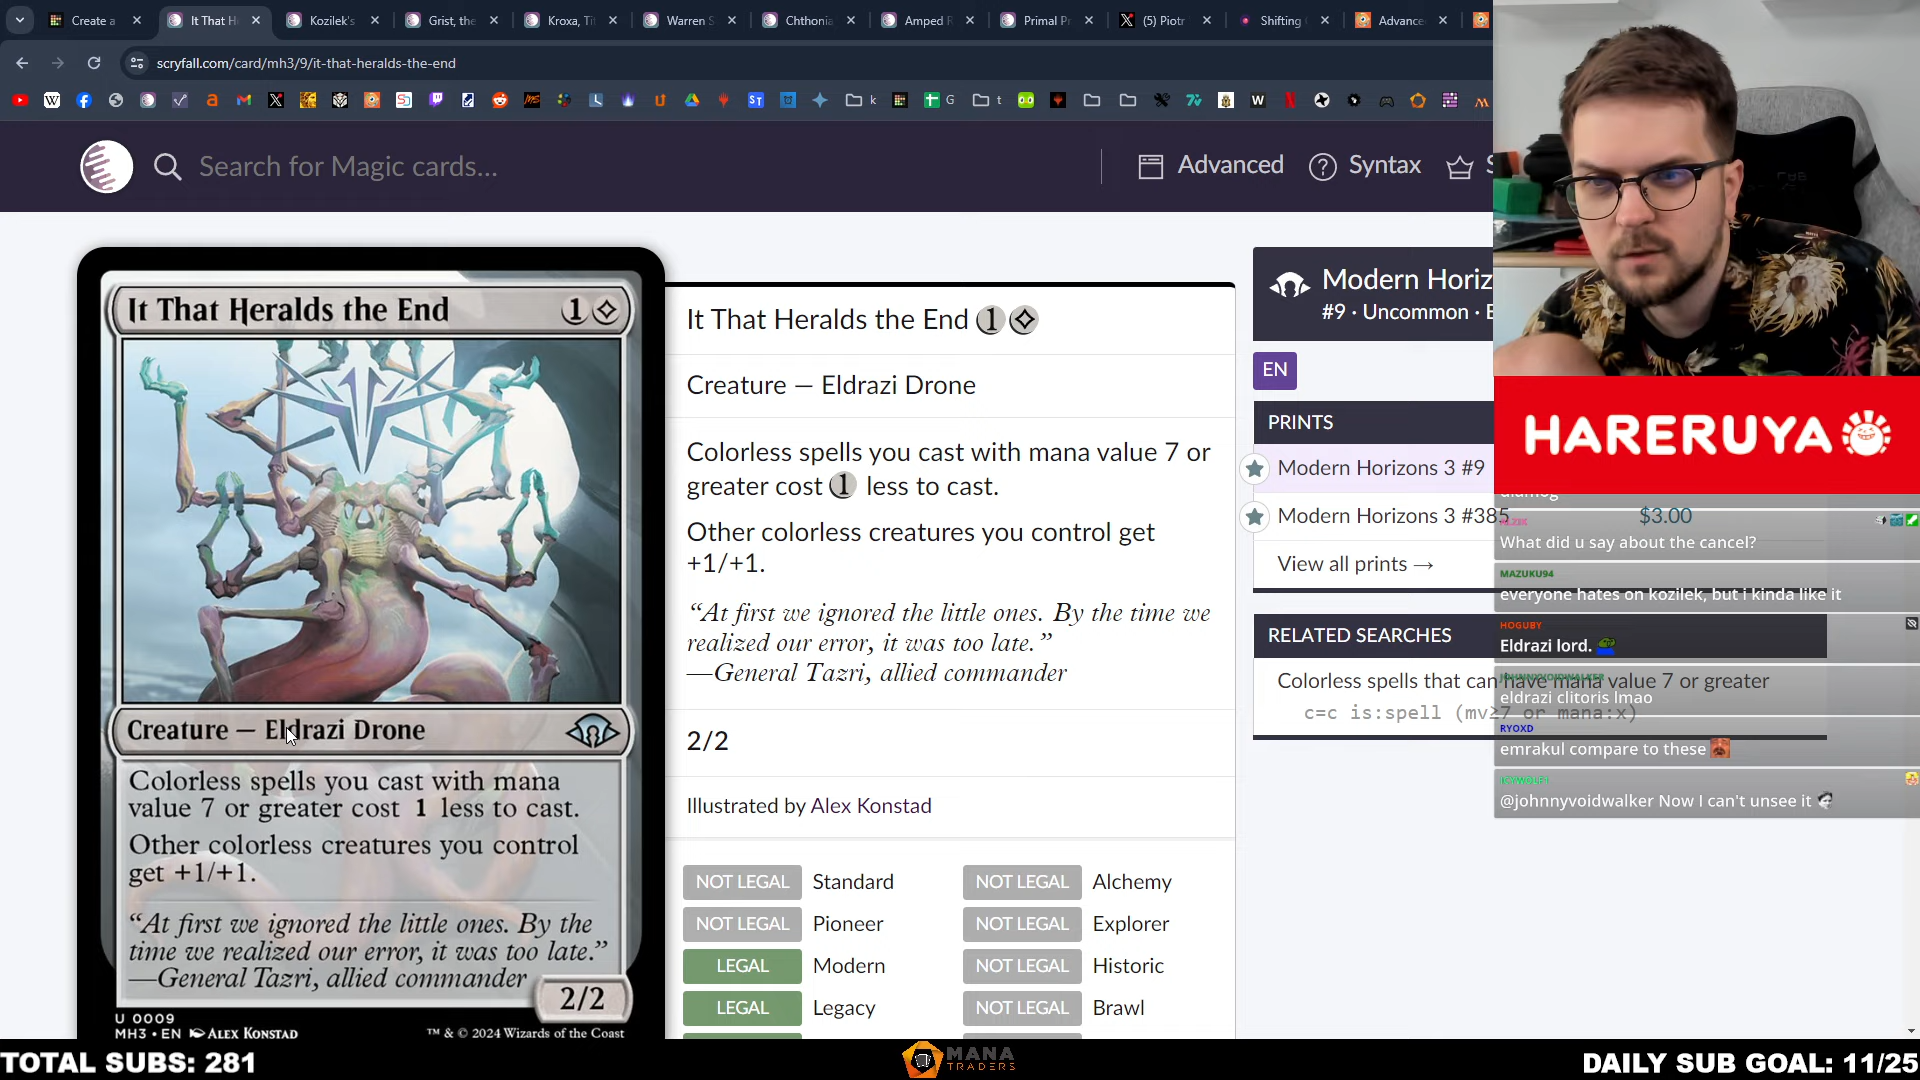 Create a
It That H
Kozilek's
Grist, the
Kroxa, Tit
Warren S
Chthonia
Amped R
Primal Pr
(5) Piotr
Shifting
Advance
scryfall.com/card/mh3/9/it-that-heralds-the-end
k
G
t
Search for Magic cards...
Advanced
Syntax
S
It That Heralds the End 1
Creature — Eldrazi Drone
Colorless spells you cast with mana
value 7 or greater cost 1 less to cast.
Other colorless creatures you control
get +1/+1.
“At first we ignored the little ones. By the
time we realized our error, it was too late.”
—General Tazri, allied commander
2/2
U 0009
MH3 • EN ALEX KONSTAD
™ & © 2024 Wizards of the Coast
It That Heralds the End 1
Creature — Eldrazi Drone
Colorless spells you cast with mana value 7 or
greater cost 1 less to cast.
Other colorless creatures you control get
+1/+1.
“At first we ignored the little ones. By the time we
realized our error, it was too late.”
—General Tazri, allied commander
2/2
Illustrated by Alex Konstad
NOT LEGAL Standard
NOT LEGAL Alchemy
NOT LEGAL Pioneer
NOT LEGAL Explorer
LEGAL Modern
NOT LEGAL Historic
LEGAL Legacy
NOT LEGAL Brawl
Modern Horiz
#9 · Uncommon · E
EN
PRINTS
Modern Horizons 3 #9
Modern Horizons 3 #385
$3.00
View all prints →
RELATED SEARCHES
Colorless spells that can have mana value 7 or greater
c=c is:spell (mv≥7 or mana:x)
HARERUYA
What did u say about the cancel?
MAZUKU94
everyone hates on kozilek, but i kinda like it
HOGUBY
Eldrazi lord.
JOHNNYVOIDWALKER
eldrazi clitoris lmao
RYOXD
emrakul compare to these
ICYWOLF1
@johnnyvoidwalker Now I can't unsee it
TOTAL SUBS: 281
MANA
TRADERS
DAILY SUB GOAL: 11/25